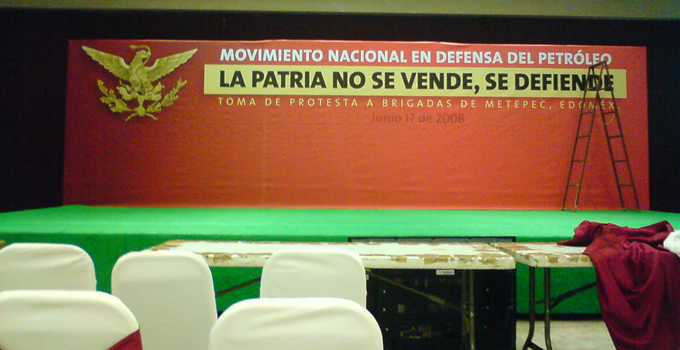 MOVIMIENTO NACIONAL EN DEFENSA DEL PETRÓLEO
LA PATRIA NO SE VENDE, SE DEFIENDE
TOMA DE PROTESTA A BRIGADAS DE METEPEC, EDOMÉX
Junio 17 de 2008